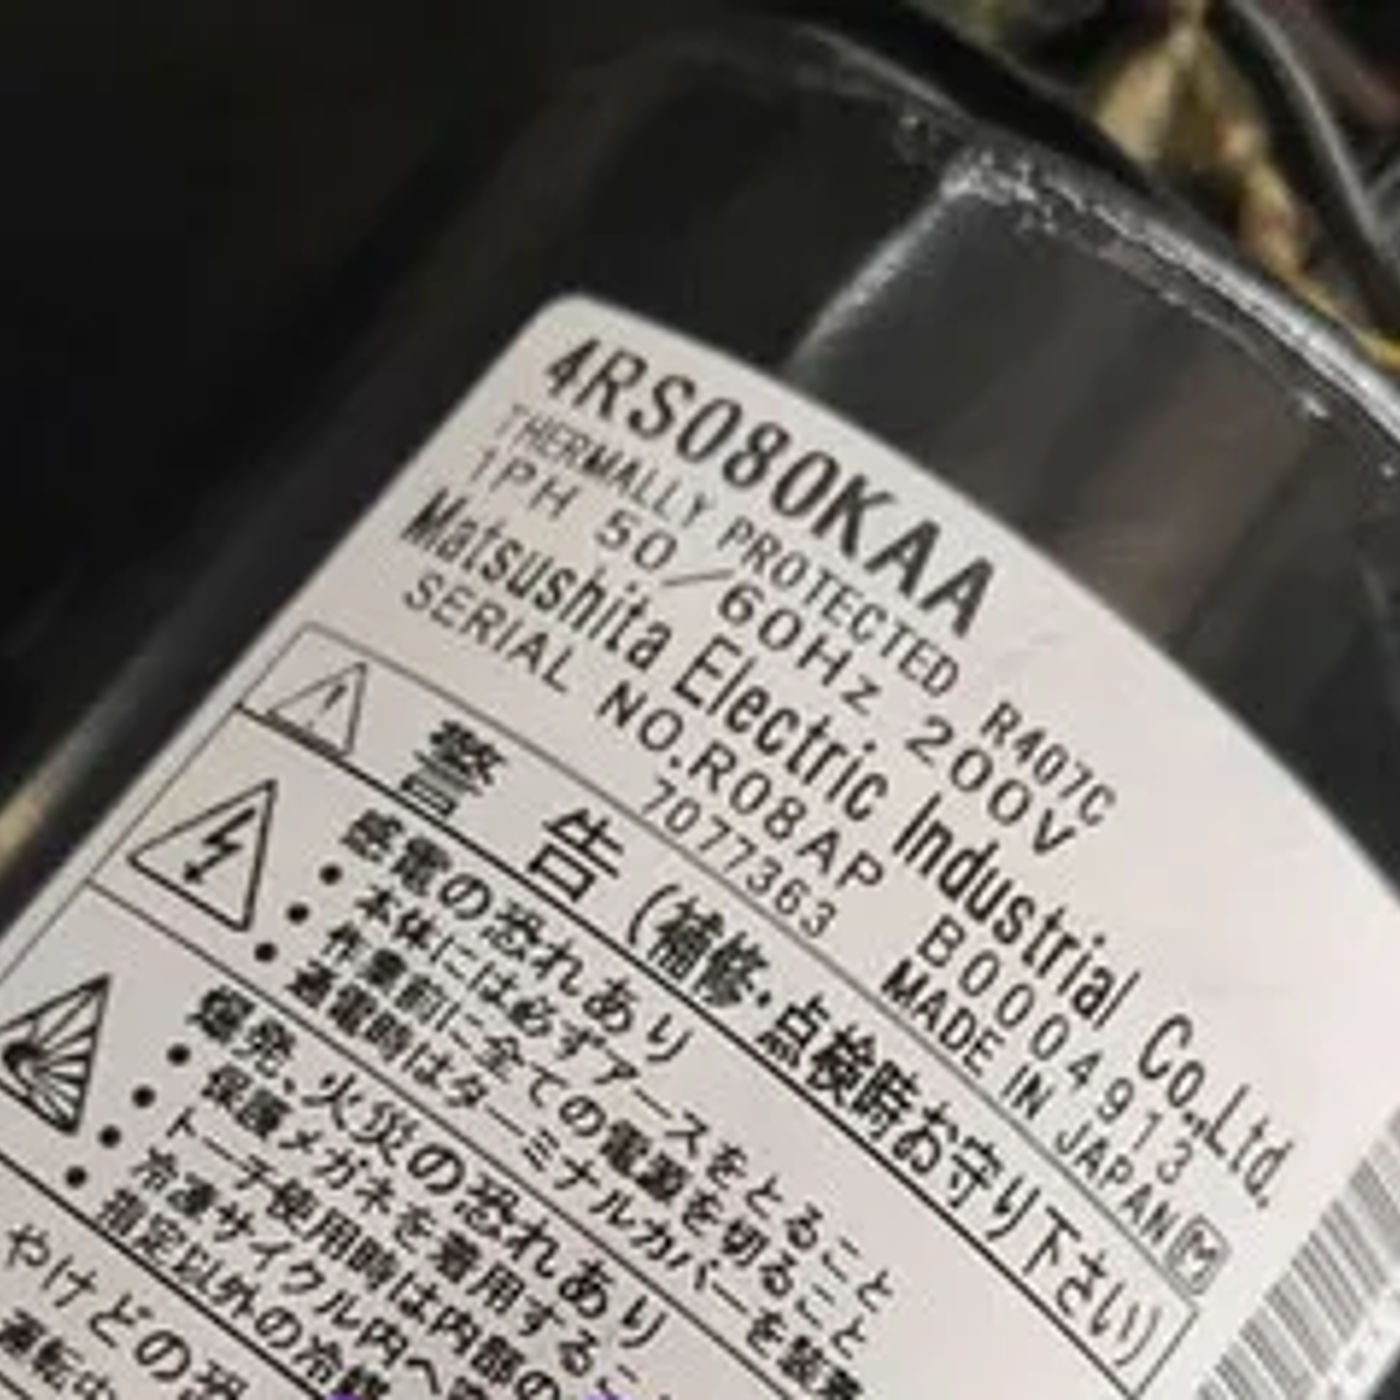 4RS080KAA
THERMALLY PROTECTED R407C
1PH 50/60Hz 200V
Matsushita Electric Industrial Co.,Ltd.
SERIAL NO.R08AP B0004913
7077363 MADE IN JAPAN M
警告 (補修・点検時お守り下さい)
感電の恐れあり
・本体には必ずアースをとること
・作業前に全ての電源を切ること
・通電時はターミナルカバーを装着
爆発、火災の恐れあり
・保護メガネを着用すること
・トーチ使用時は内部の
・冷凍サイクル内へ
・指定以外の冷媒
やけどの恐
運転中